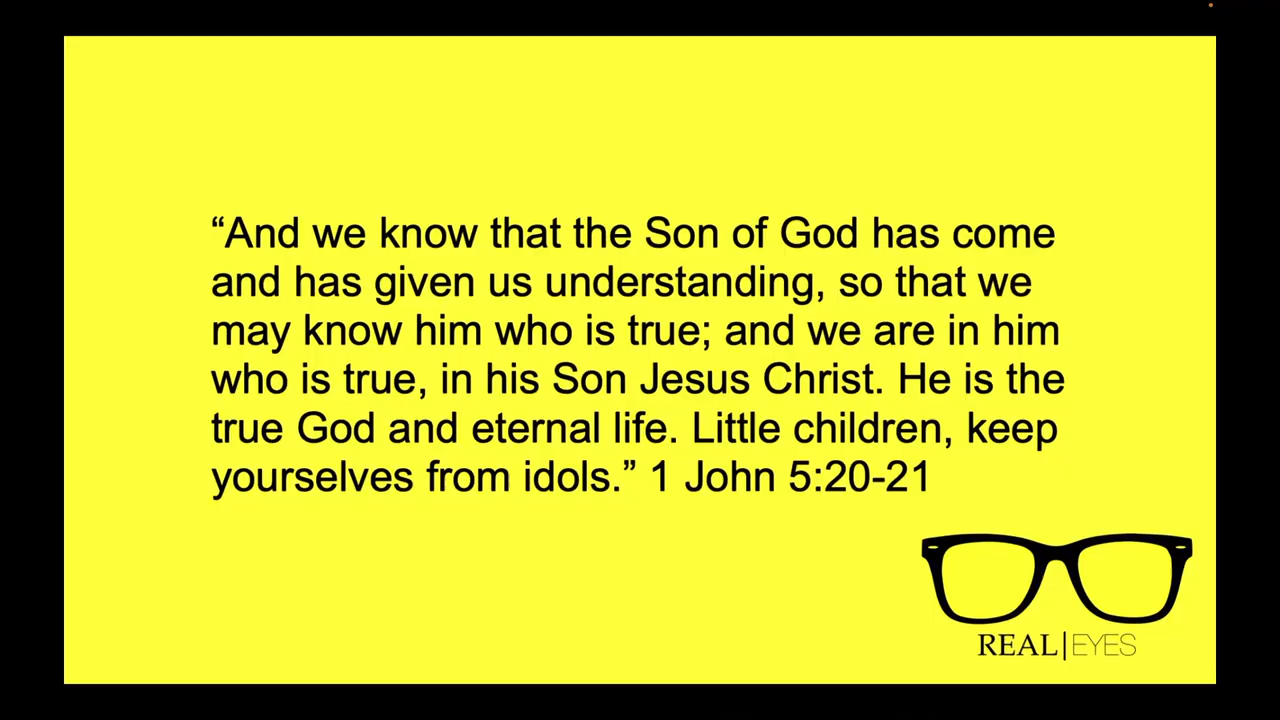 “And we know that the Son of God has come
and has given us understanding, so that we
may know him who is true; and we are in him
who is true, in his Son Jesus Christ. He is the
true God and eternal life. Little children, keep
yourselves from idols.” 1 John 5:20-21
REAL|EYES